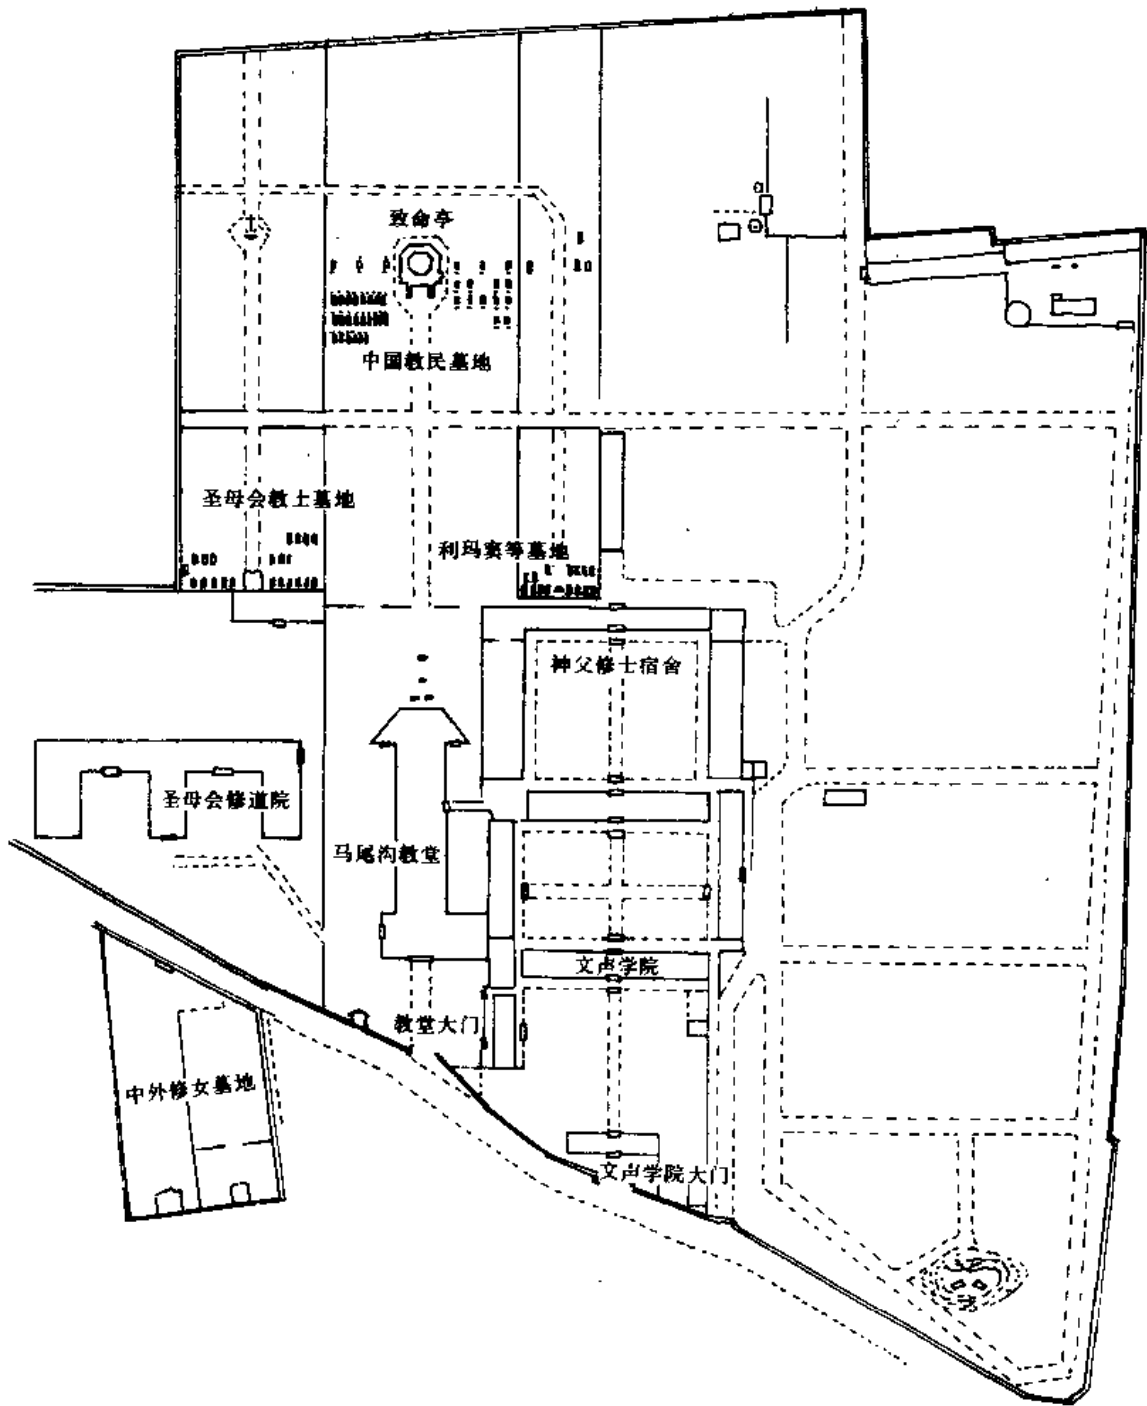 致命亭
中国教民墓地
圣母会教士墓地
利玛窦等墓地
神父修士宿舍
圣母会修道院
马尾沟教堂
文声学院
教堂大门
中外修女墓地
文声学院大门